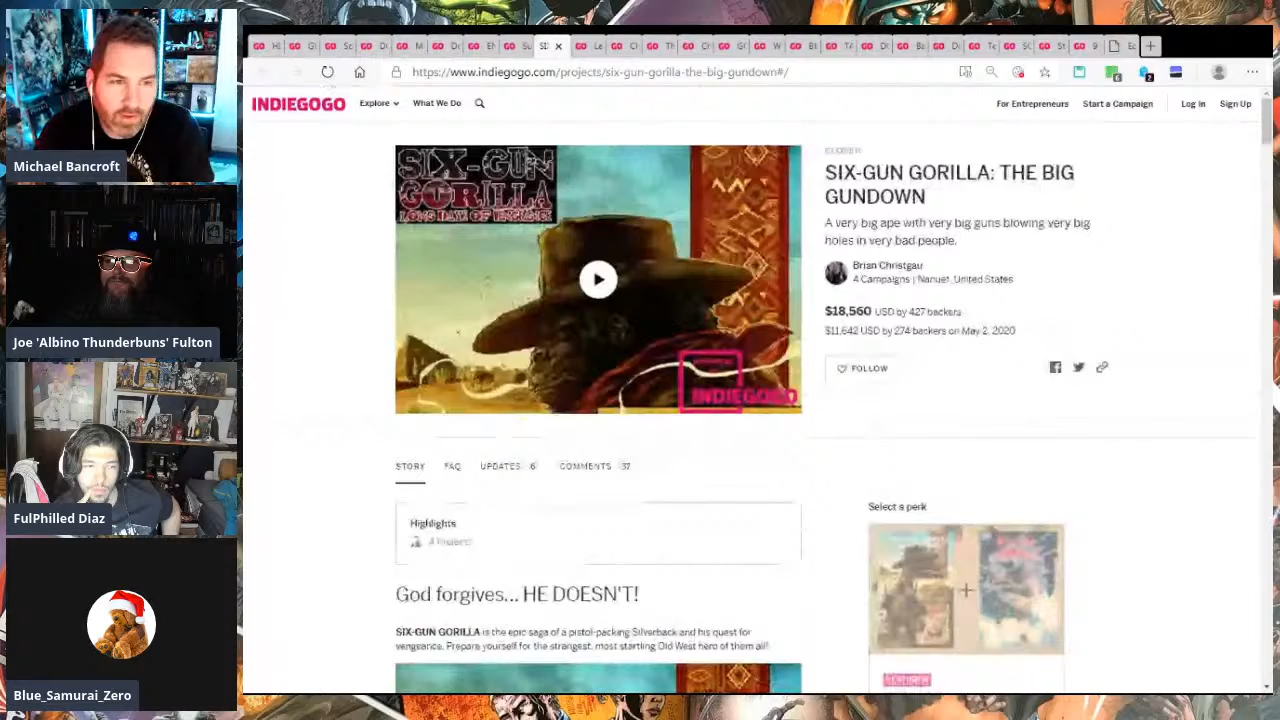 Michael Bancroft
Joe 'Albino Thunderbuns' Fulton
FulPhilled Diaz
Blue_Samurai_Zero
https://www.indiegogo.com/projects/six-gun-gorilla-the-big-gundown#/
INDIEGOGO
Explore
What We Do
For Entrepreneurs
Start a Campaign
Log In
Sign Up
SIX-GUN
GORILLA
LONG DAYS OF VENGEANCE
INDIEGOGO
SIX-GUN GORILLA: THE BIG
GUNDOWN
A very big ape with very big guns blowing very big
holes in very bad people.
Brian Christgau
4 Campaigns | Nanuet, United States
$18,560 USD by 427 backers
$11,642 USD by 274 backers on May 2, 2020
FOLLOW
STORY FAQ UPDATES 6 COMMENTS 37
Highlights
Select a perk
God forgives... HE DOESN'T!
SIX-GUN GORILLA is the epic saga of a pistol-packing Silverback and his quest for
vengeance. Prepare yourself for the strangest, most startling Old West hero of them all!